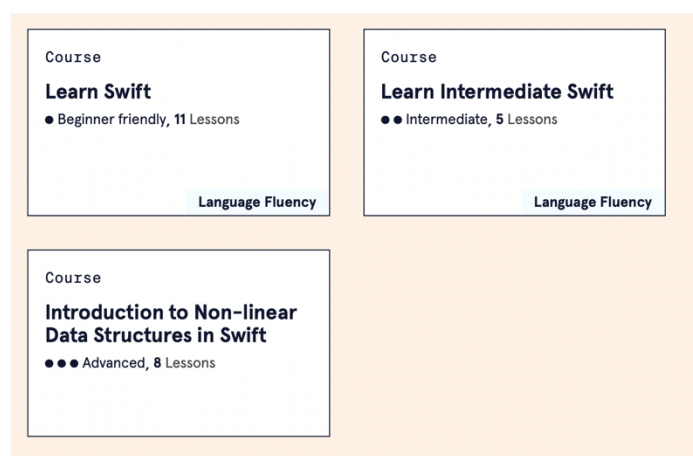 Course
Learn Swift
Beginner friendly, 11 Lessons
Language Fluency
Course
Learn Intermediate Swift
Intermediate, 5 Lessons
Language Fluency
Course
Introduction to Non-linear
Data Structures in Swift
Advanced, 8 Lessons